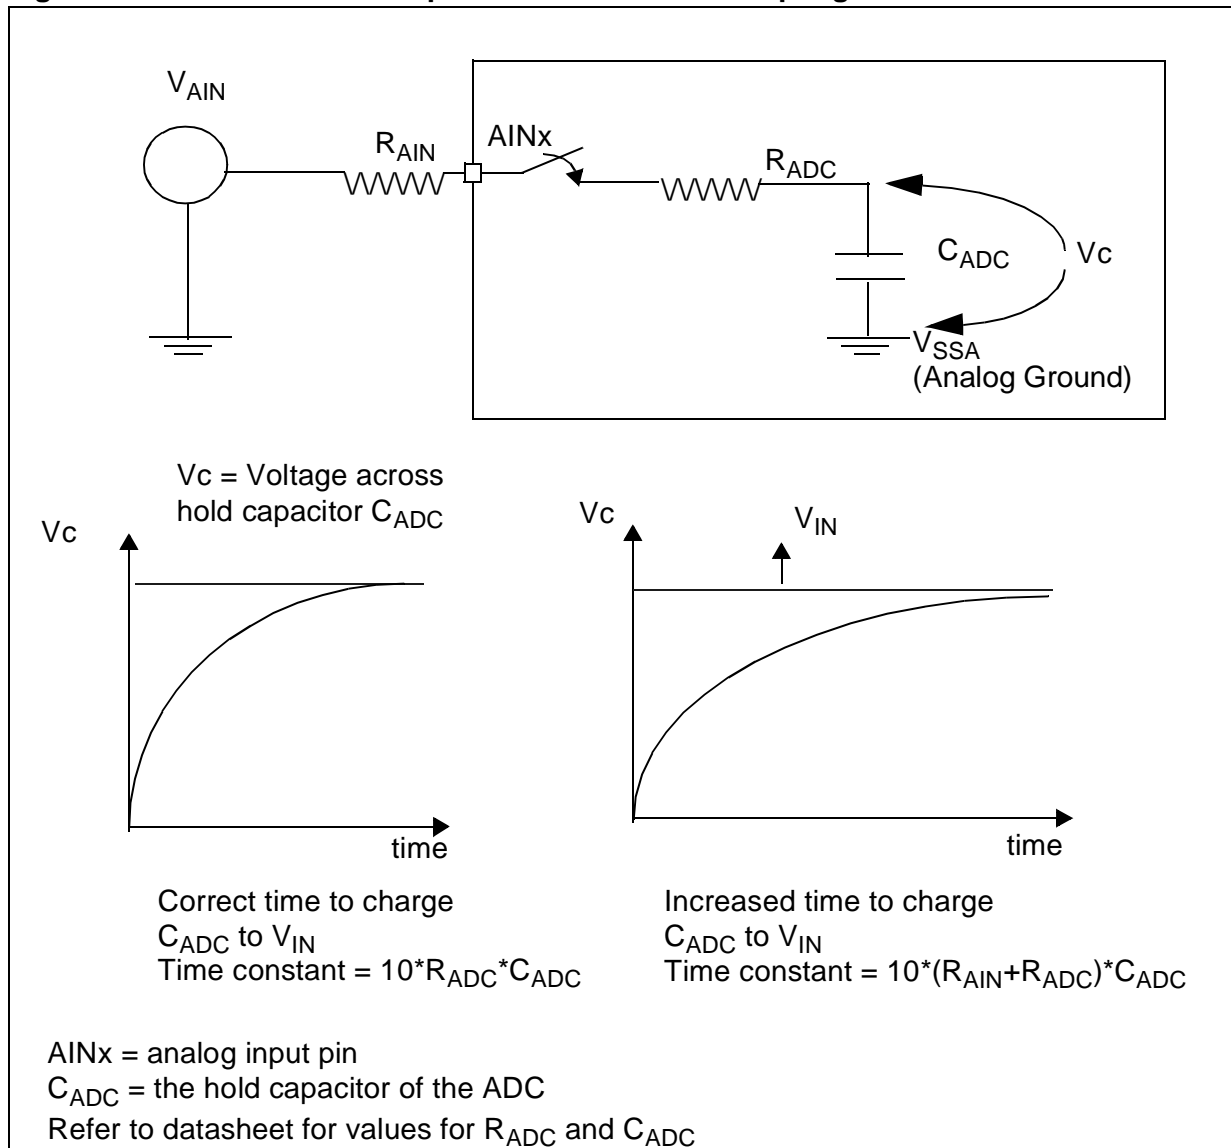 V_AIN
R_AIN
AINx
R_ADC
C_ADC
Vc
V_SSA
(Analog Ground)
Vc = Voltage across
hold capacitor C_ADC
Vc
time
Correct time to charge
C_ADC to V_IN
Time constant = 10*R_ADC*C_ADC
Vc
V_IN
time
Increased time to charge
C_ADC to V_IN
Time constant = 10*(R_AIN+R_ADC)*C_ADC
AINx = analog input pin
C_ADC = the hold capacitor of the ADC
Refer to datasheet for values for R_ADC and C_ADC